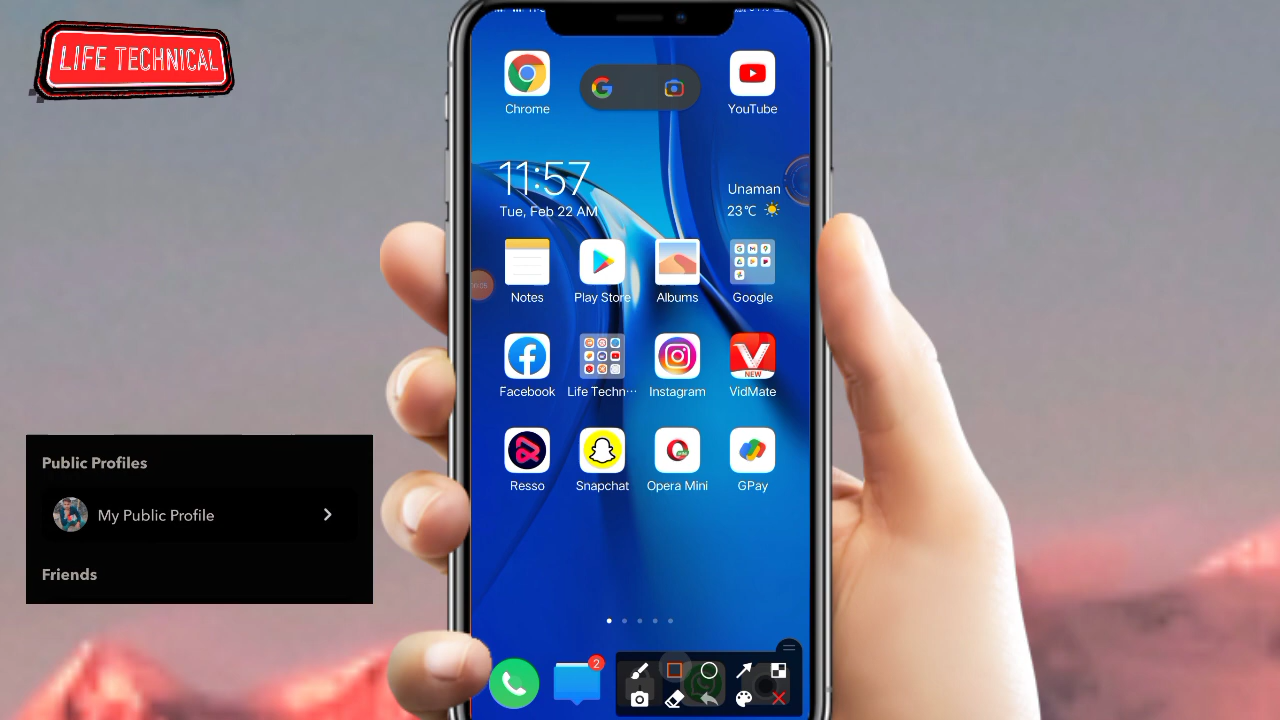 LIFE TECHNICAL
Chrome
YouTube
11:57
Tue, Feb 22 AM
Unaman
23℃
Notes
Play Store
Albums
Google
Facebook
Life Techn···
Instagram
NEW
VidMate
Resso
Snapchat
Opera Mini
GPay
2
Public Profiles
My Public Profile
Friends